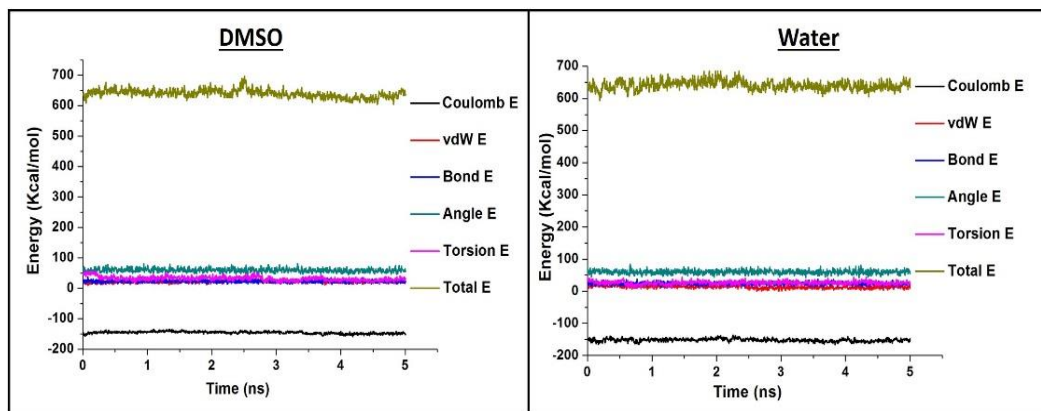 DMSO
700
600
500
400
300
200
100
0
-100
-200
Energy (Kcal/mol)
0 1 2 3 4 5
Time (ns)
Coulomb E
vdW E
Bond E
Angle E
Torsion E
Total E
Water
700
600
500
400
300
200
100
0
-100
-200
Energy (Kcal/mol)
0 1 2 3 4 5
Time (ns)
Coulomb E
vdW E
Bond E
Angle E
Torsion E
Total E